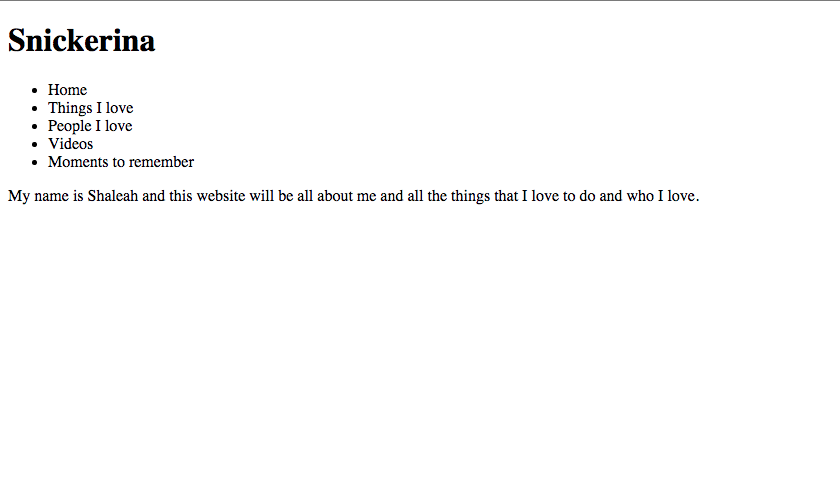 Snickerina
Home
Things I love
People I love
Videos
Moments to remember
My name is Shaleah and this website will be all about me and all the things that I love to do and who I love.